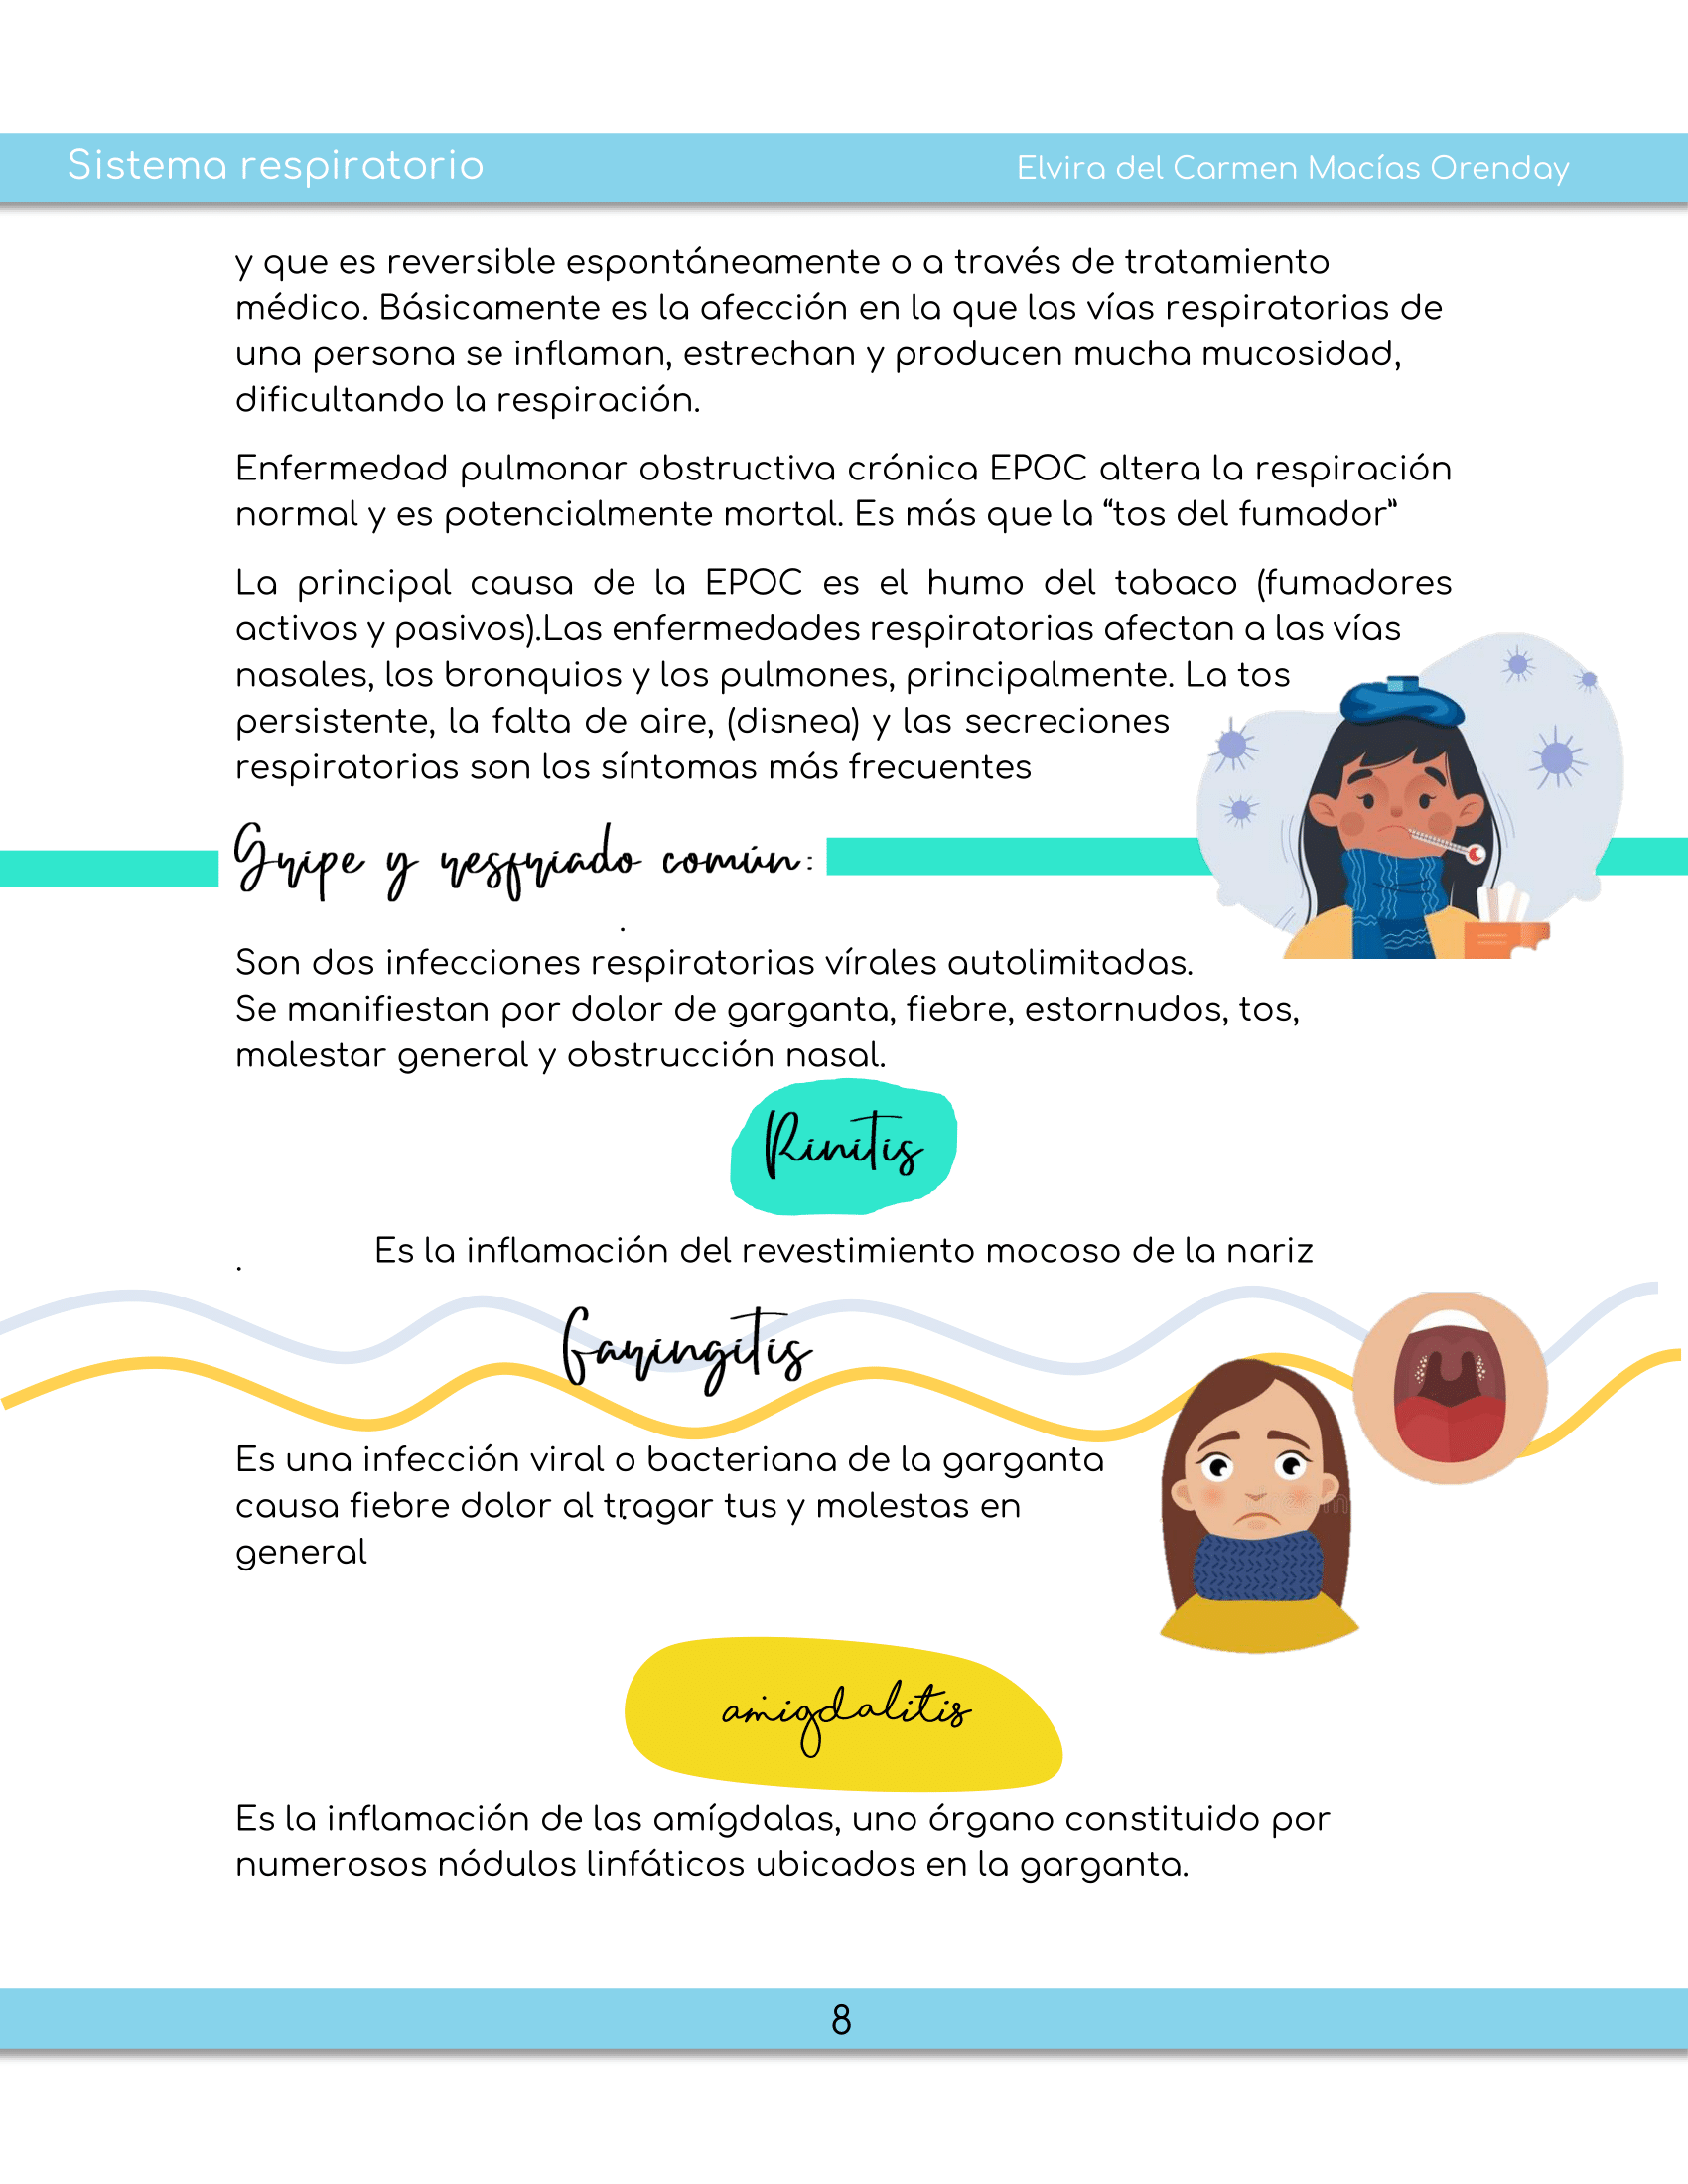 Sistema respiratorio
Elvira del Carmen Macías Orenday
y que es reversible espontáneamente o a través de tratamiento
médico. Básicamente es la afección en la que las vías respiratorias de
una persona se inflaman, estrechan y producen mucha mucosidad,
dificultando la respiración.
Enfermedad pulmonar obstructiva crónica EPOC altera la respiración
normal y es potencialmente mortal. Es más que la “tos del fumador”
La principal causa de la EPOC es el humo del tabaco (fumadores
activos y pasivos).Las enfermedades respiratorias afectan a las vías
nasales, los bronquios y los pulmones, principalmente. La tos
persistente, la falta de aire, (disnea) y las secreciones
respiratorias son los síntomas más frecuentes
Gripe y resfriado común:
.
Son dos infecciones respiratorias vírales autolimitadas.
Se manifiestan por dolor de garganta, fiebre, estornudos, tos,
malestar general y obstrucción nasal.
Rinitis
. Es la inflamación del revestimiento mocoso de la nariz
faringitis
Es una infección viral o bacteriana de la garganta
causa fiebre dolor al tragar tus y molestas en
general
amigdalitis
Es la inflamación de las amígdalas, uno órgano constituido por
numerosos nódulos linfáticos ubicados en la garganta.
8